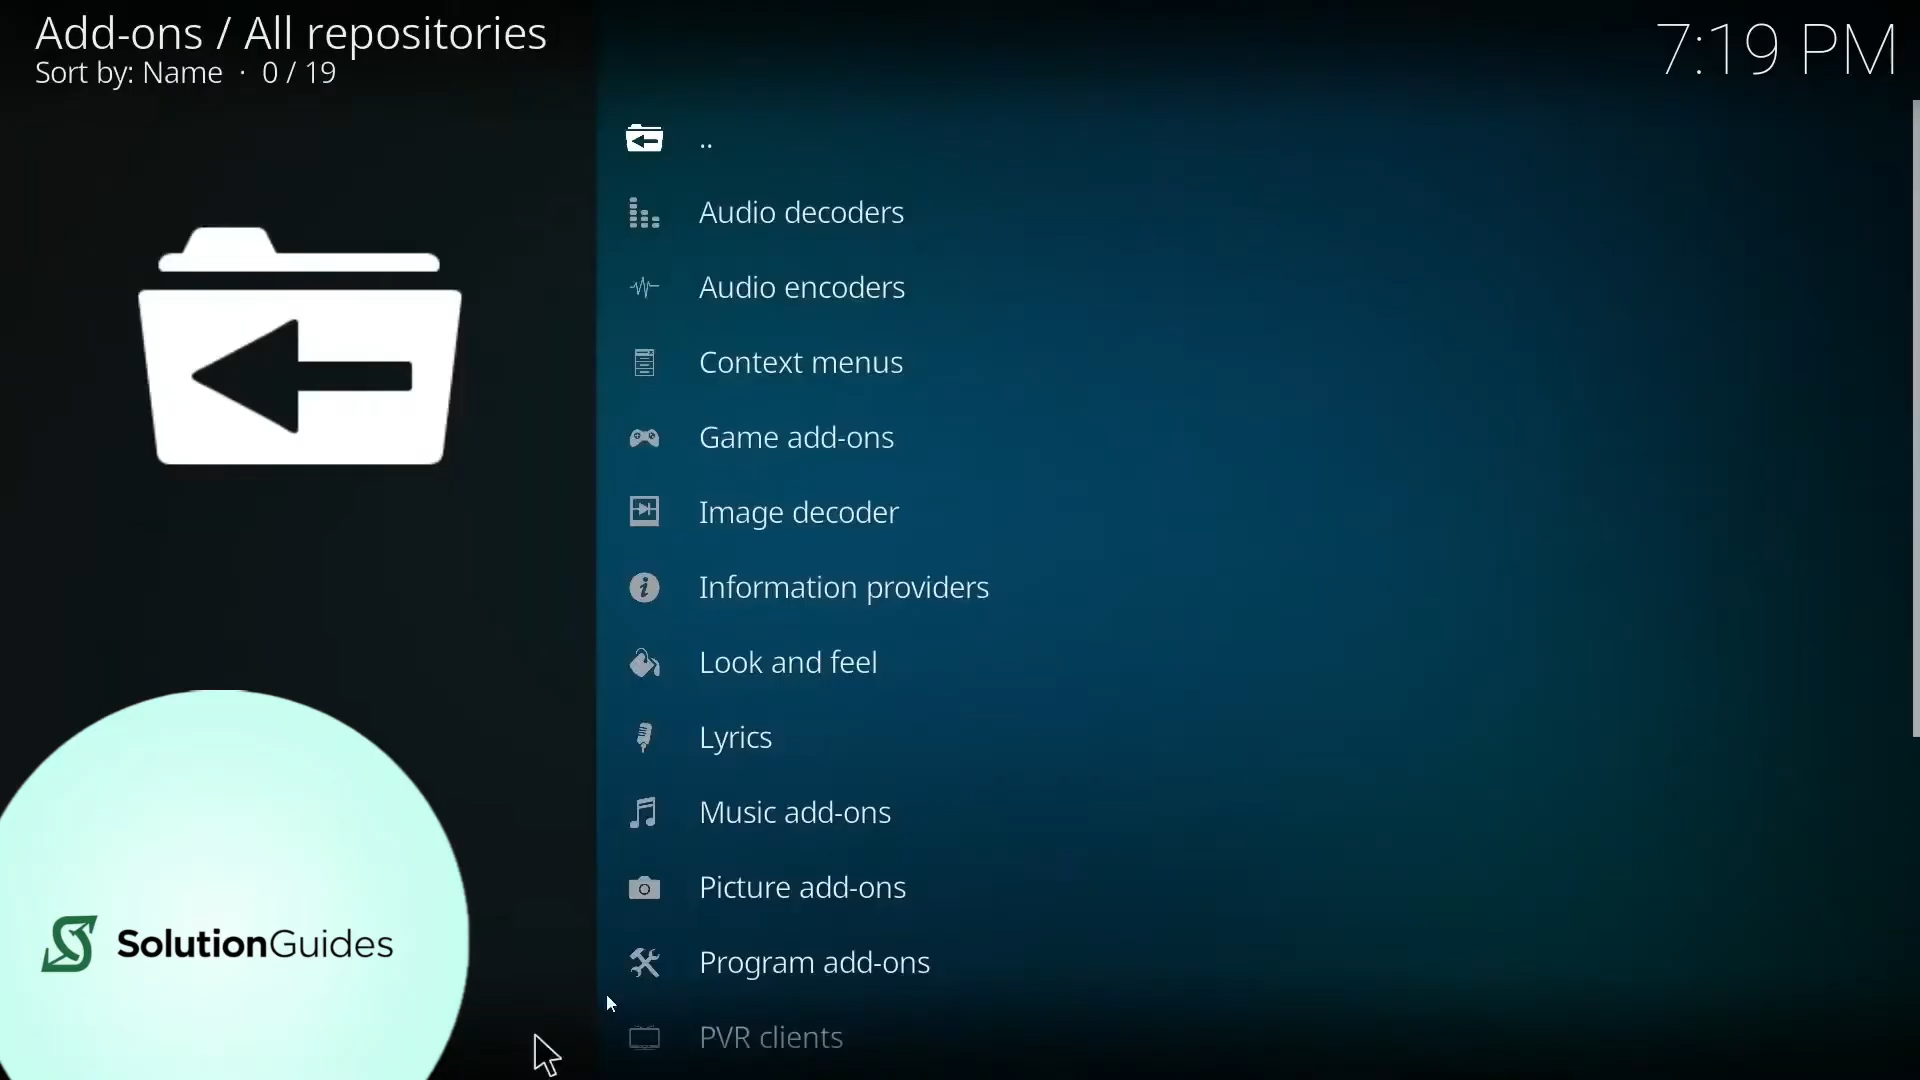 Add-ons / All repositories
Sort by: Name · 0 / 19
7:19 PM
..
Audio decoders
Audio encoders
Context menus
Game add-ons
Image decoder
Information providers
Look and feel
Lyrics
Music add-ons
Picture add-ons
Program add-ons
PVR clients
SolutionGuides